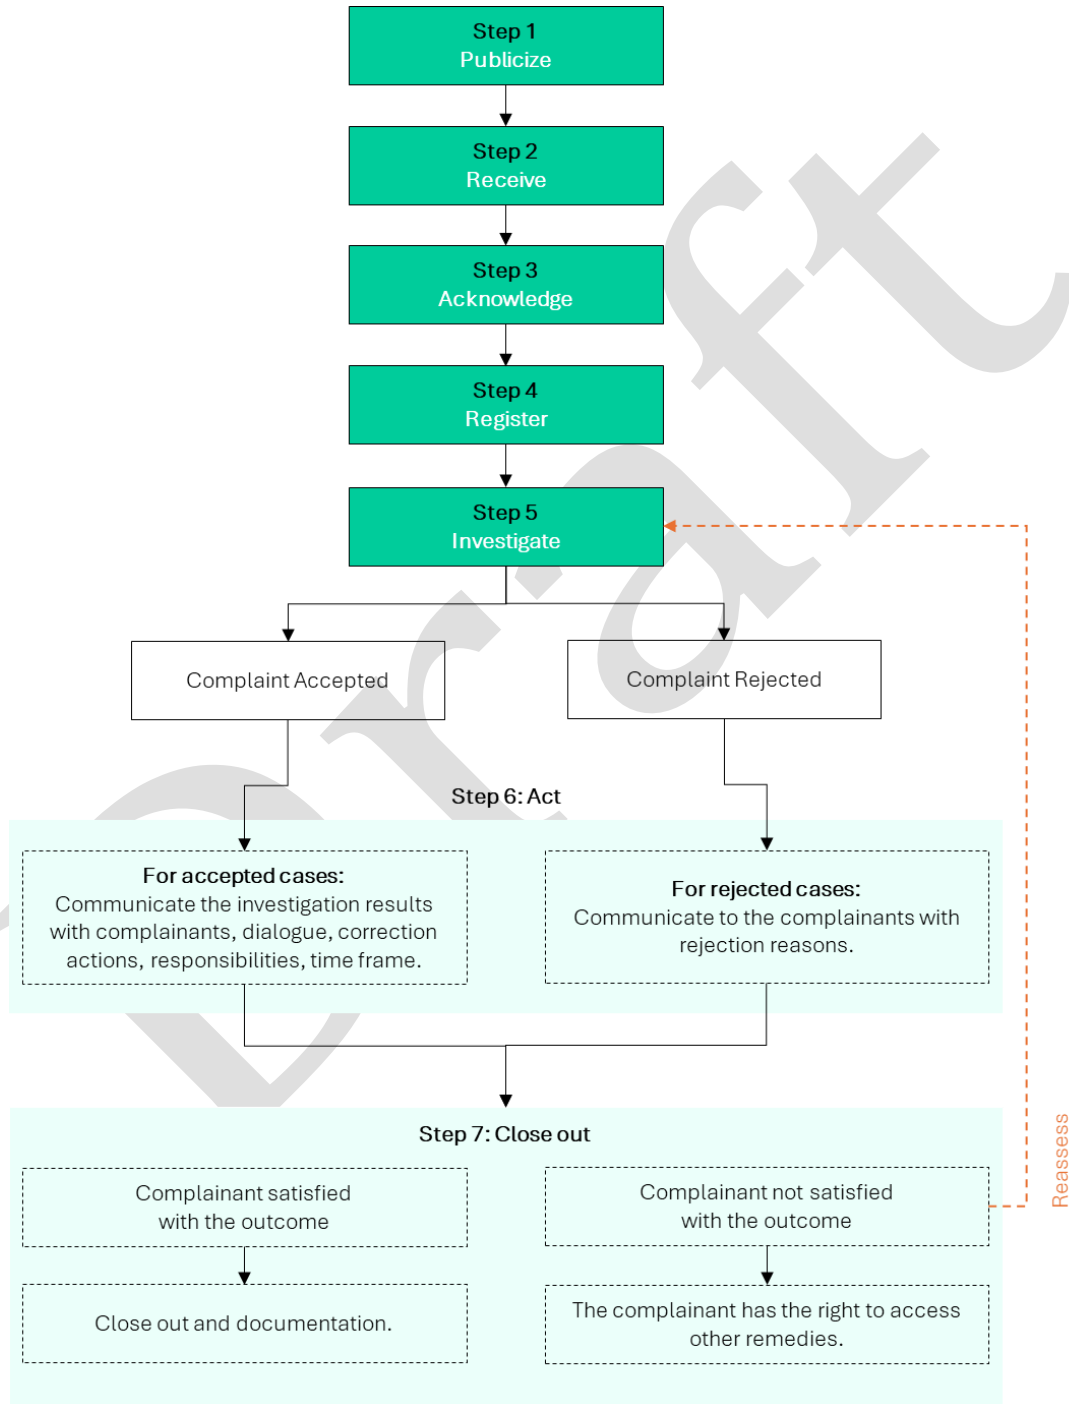 Step 1
Publicize
Step 2
Receive
Step 3
Acknowledge
Step 4
Register
Step 5
Investigate
Complaint Accepted
Complaint Rejected
Step 6: Act
For accepted cases:
Communicate the investigation results
with complainants, dialogue, correction
actions, responsibilities, time frame.
For rejected cases:
Communicate to the complainants with
rejection reasons.
Step 7: Close out
Complainant satisfied
with the outcome
Complainant not satisfied
with the outcome
Reassess
Close out and documentation.
The complainant has the right to access
other remedies.
Draft